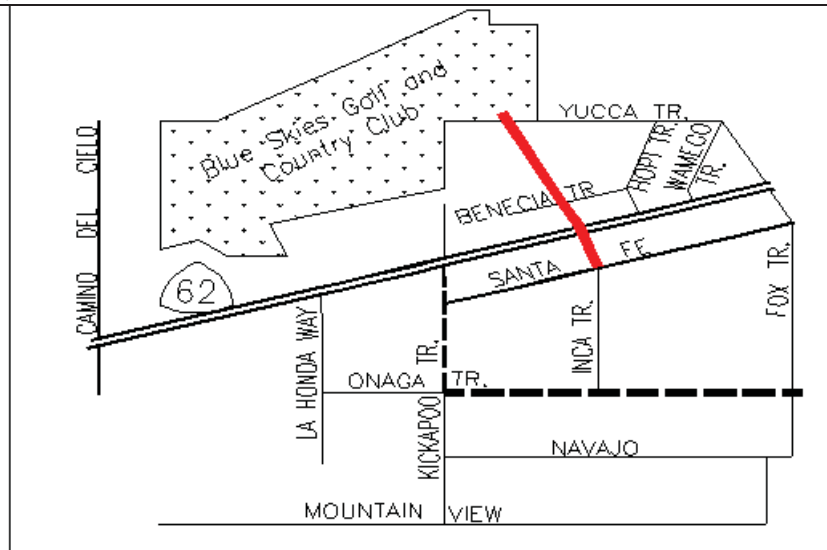 Blue Skies Golf and
Country Club
YUCCA TR.
HOPI TR.
WAMEGO
TR.
CAMINO DEL CIELO
BENECIA TR
SANTA FE
62
FOX TR.
LA HONDA WAY
INCA TR.
ONAGA TR.
KICKAPOO TR.
NAVAJO
MOUNTAIN VIEW